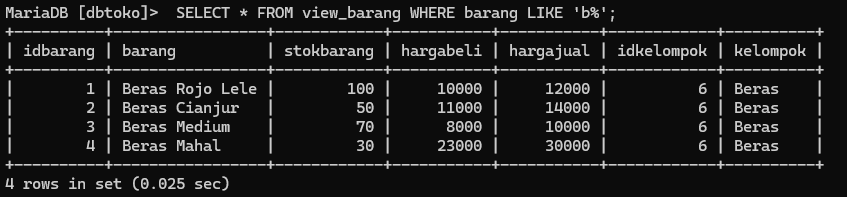 MariaDB [dbtoko]>  SELECT * FROM view_barang WHERE barang LIKE 'b%';
+----------+-----------------+------------+-----------+-----------+------------+----------+
| idbarang | barang          | stokbarang | hargabeli | hargajual | idkelompok | kelompok |
+----------+-----------------+------------+-----------+-----------+------------+----------+
|        1 | Beras Rojo Lele |        100 |     10000 |     12000 |          6 | Beras    |
|        2 | Beras Cianjur   |         50 |     11000 |     14000 |          6 | Beras    |
|        3 | Beras Medium    |         70 |      8000 |     10000 |          6 | Beras    |
|        4 | Beras Mahal     |         30 |     23000 |     30000 |          6 | Beras    |
+----------+-----------------+------------+-----------+-----------+------------+----------+
4 rows in set (0.025 sec)